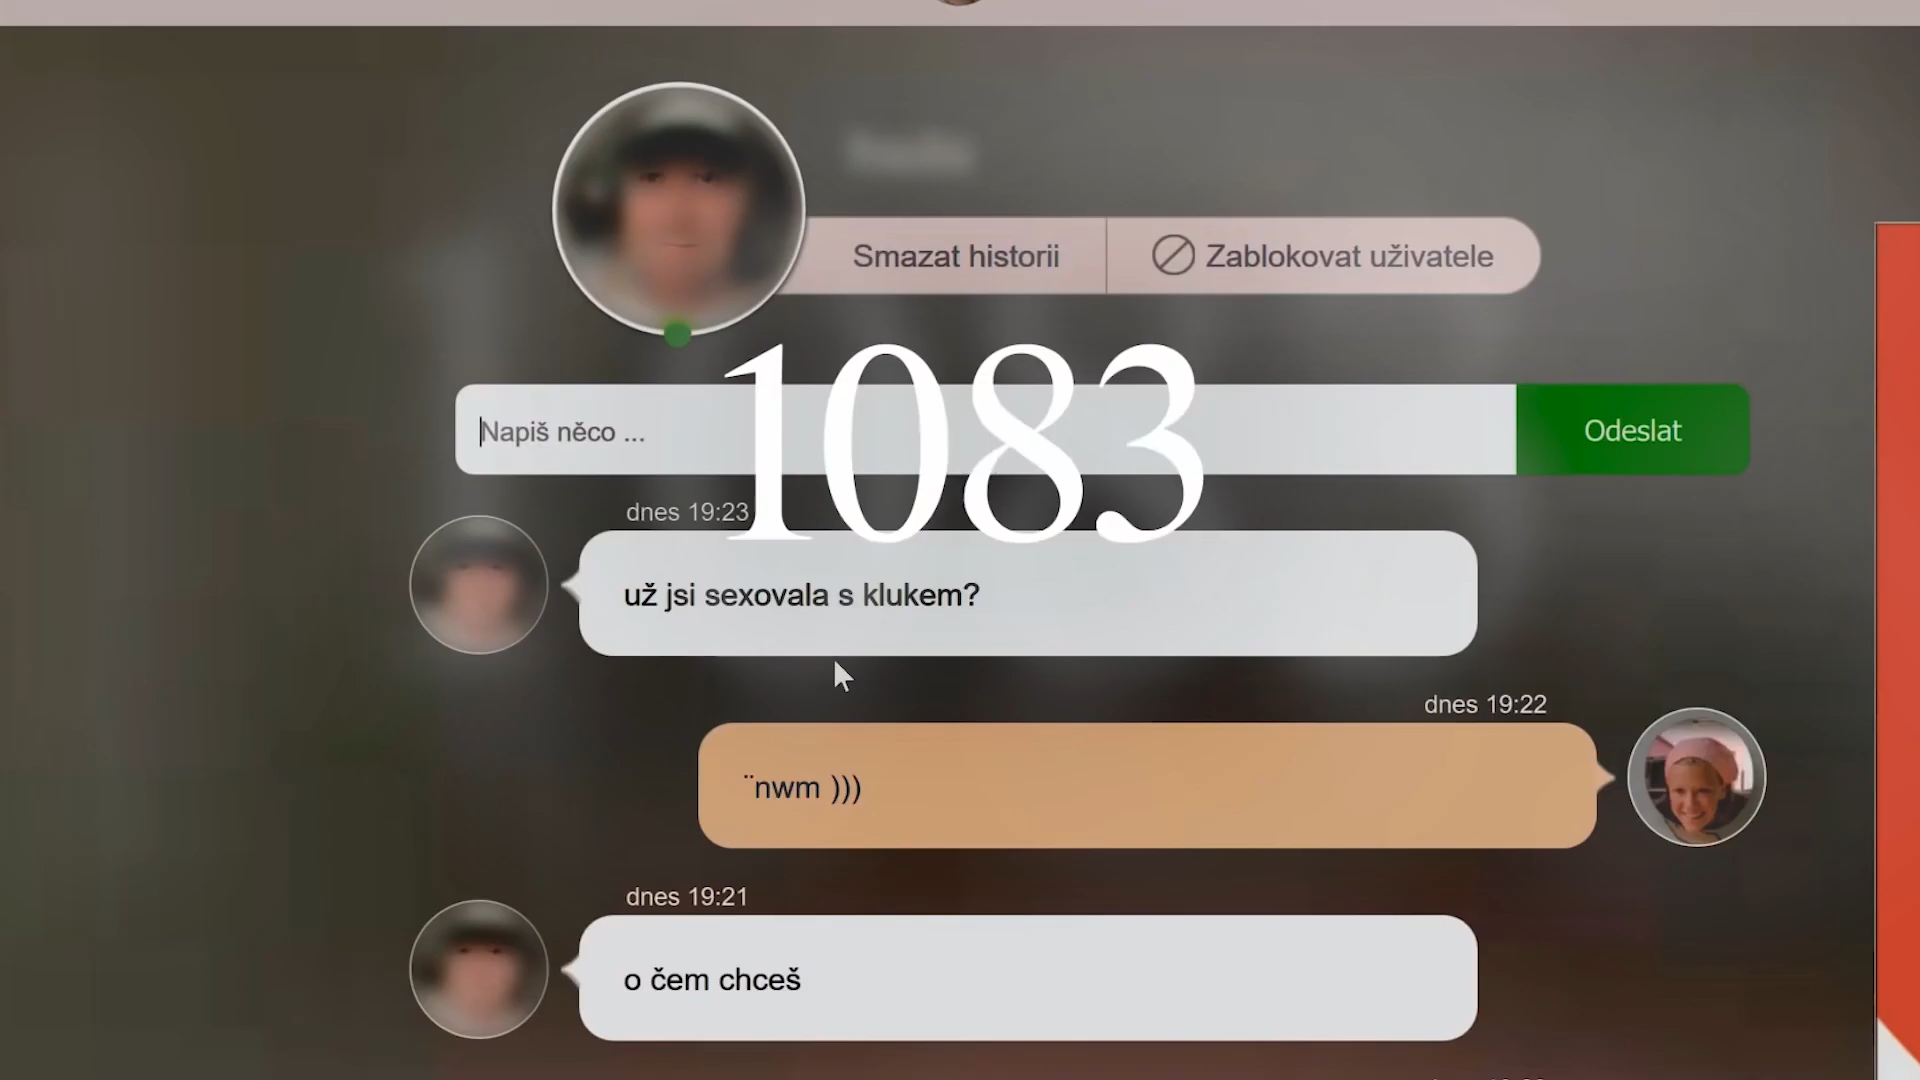 Smazat historii
Zablokovat uživatele
1083
Napiš něco ...
Odeslat
dnes 19:23
už jsi sexovala s klukem?
dnes 19:22
¨nwm )))
dnes 19:21
o čem chceš